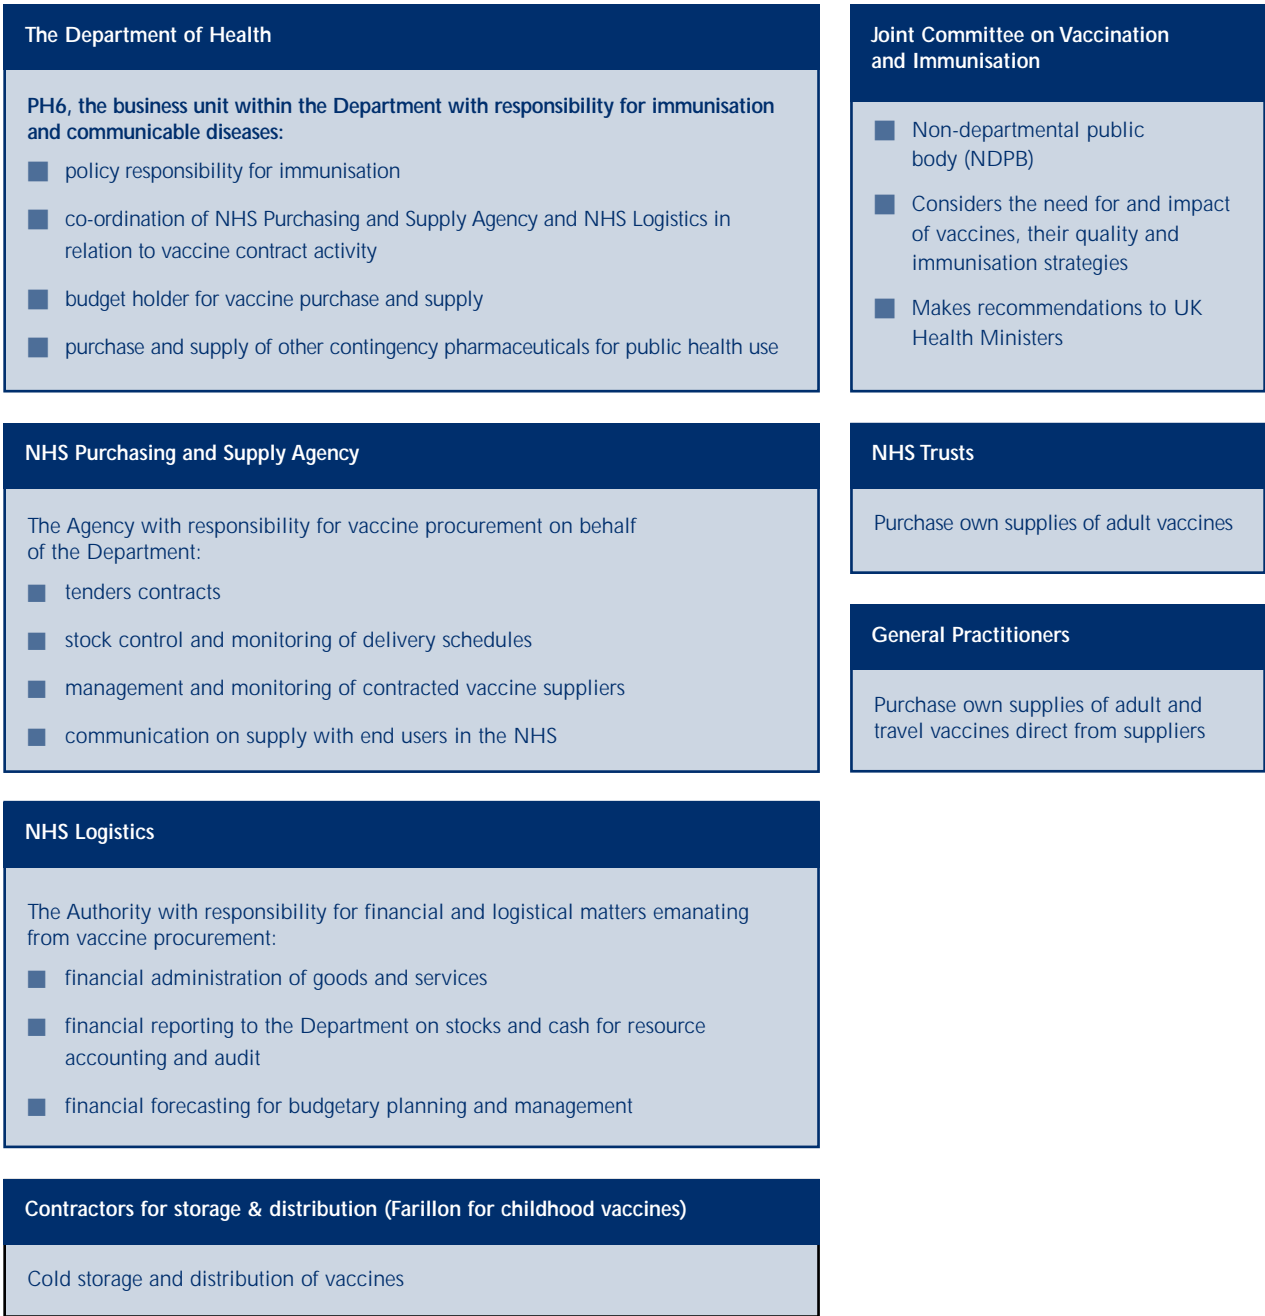 The Department of Health
PH6, the business unit within the Department with responsibility for immunisation
and communicable diseases:
policy responsibility for immunisation
co-ordination of NHS Purchasing and Supply Agency and NHS Logistics in
relation to vaccine contract activity
budget holder for vaccine purchase and supply
purchase and supply of other contingency pharmaceuticals for public health use
Joint Committee on Vaccination
and Immunisation
Non-departmental public
body (NDPB)
Considers the need for and impact
of vaccines, their quality and
immunisation strategies
Makes recommendations to UK
Health Ministers
NHS Purchasing and Supply Agency
The Agency with responsibility for vaccine procurement on behalf
of the Department:
tenders contracts
stock control and monitoring of delivery schedules
management and monitoring of contracted vaccine suppliers
communication on supply with end users in the NHS
NHS Trusts
Purchase own supplies of adult vaccines
General Practitioners
Purchase own supplies of adult and
travel vaccines direct from suppliers
NHS Logistics
The Authority with responsibility for financial and logistical matters emanating
from vaccine procurement:
financial administration of goods and services
financial reporting to the Department on stocks and cash for resource
accounting and audit
financial forecasting for budgetary planning and management
Contractors for storage & distribution (Farillon for childhood vaccines)
Cold storage and distribution of vaccines